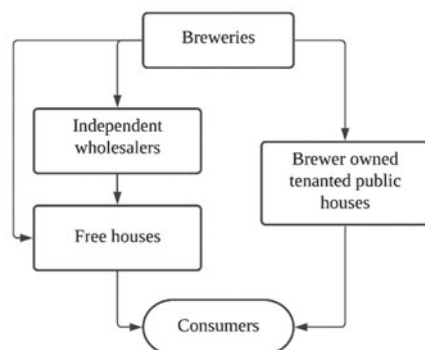 Breweries
Independent
wholesalers
Brewer owned
tenanted public
houses
Free houses
Consumers